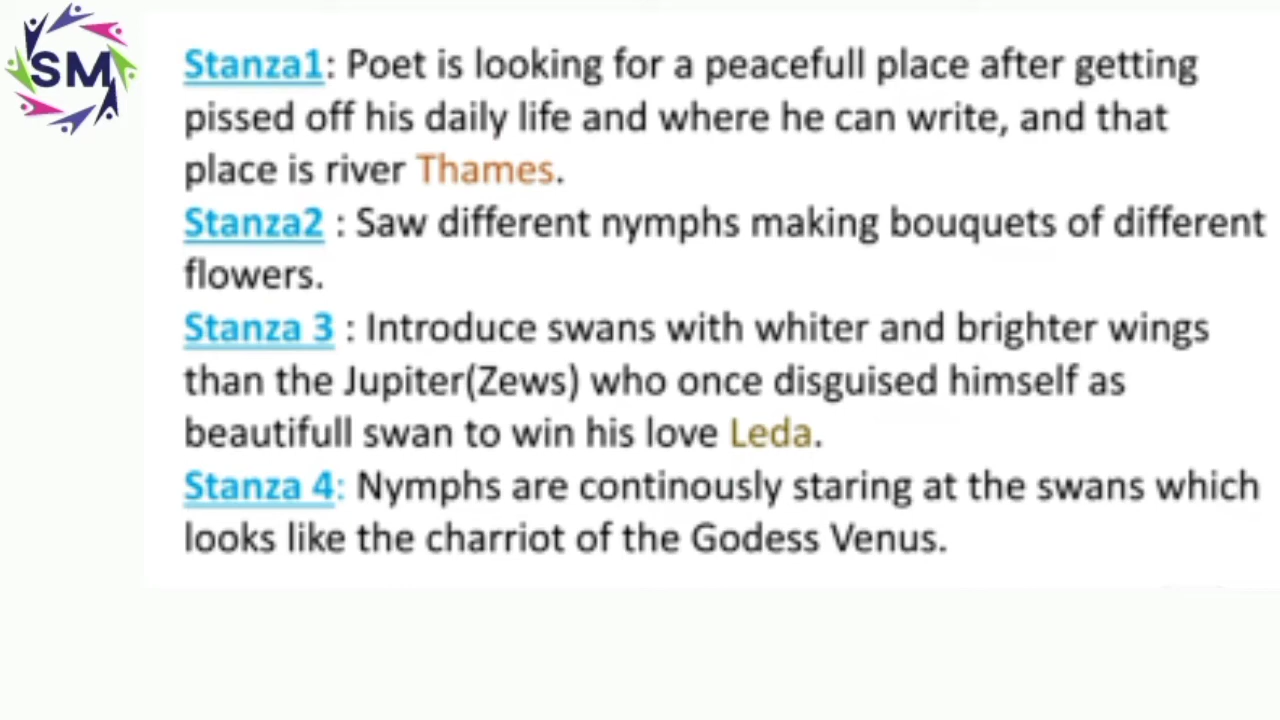 SM
Stanza1: Poet is looking for a peacefull place after getting
pissed off his daily life and where he can write, and that
place is river Thames.
Stanza2 : Saw different nymphs making bouquets of different
flowers.
Stanza 3 : Introduce swans with whiter and brighter wings
than the Jupiter(Zews) who once disguised himself as
beautifull swan to win his love Leda.
Stanza 4: Nymphs are continously staring at the swans which
looks like the charriot of the Godess Venus.